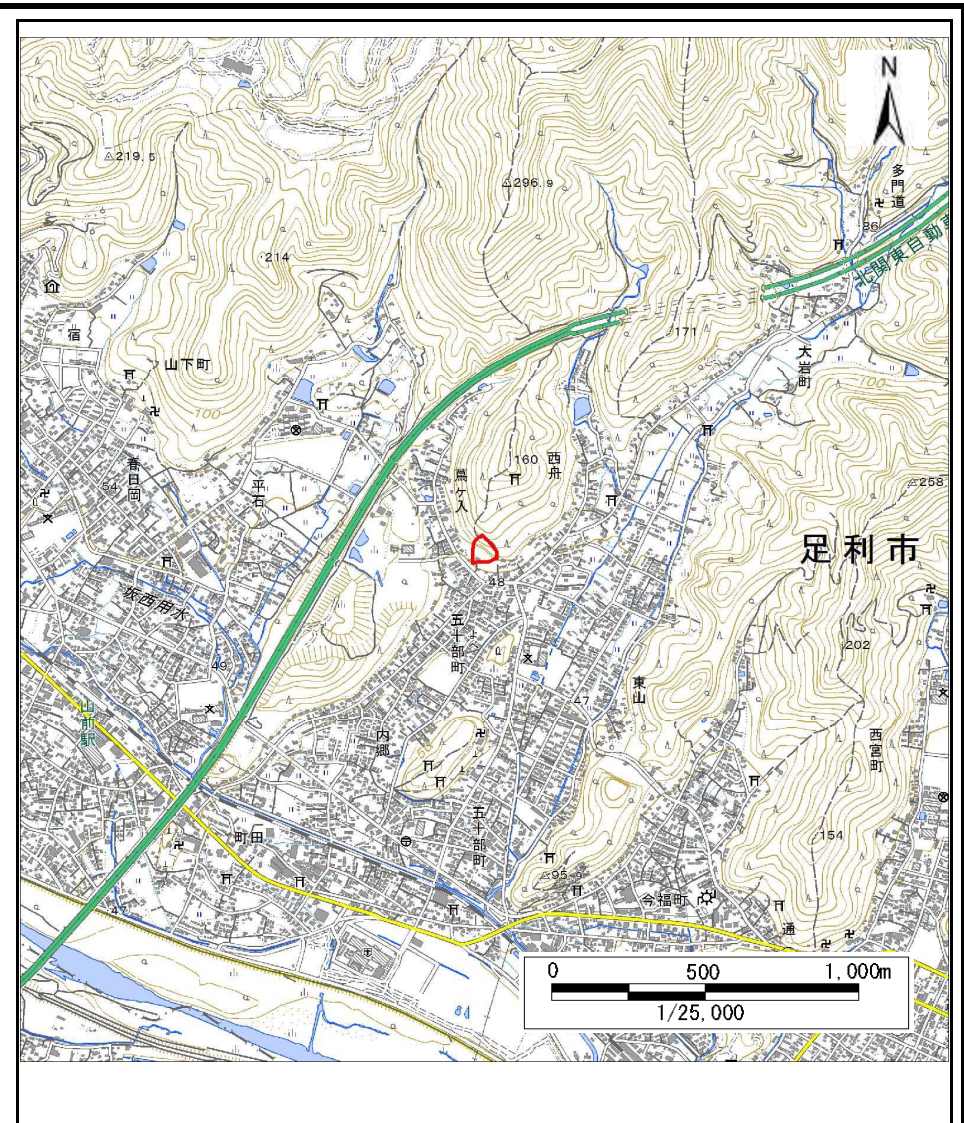 N
多門道
219.5
296.9
86
北関東自動車
214
171
宿
山下町
大岩町
100
100
160
西舟
蔦ヶ入
春日岡
54
平石
258
足利市
48
坂西用水
五十部町
202
49
東山
47
山前駅
内郷
西宮町
五十部町
154
町田
95.9
今福町
47
通
84
0 500 1,000m
1/25,000